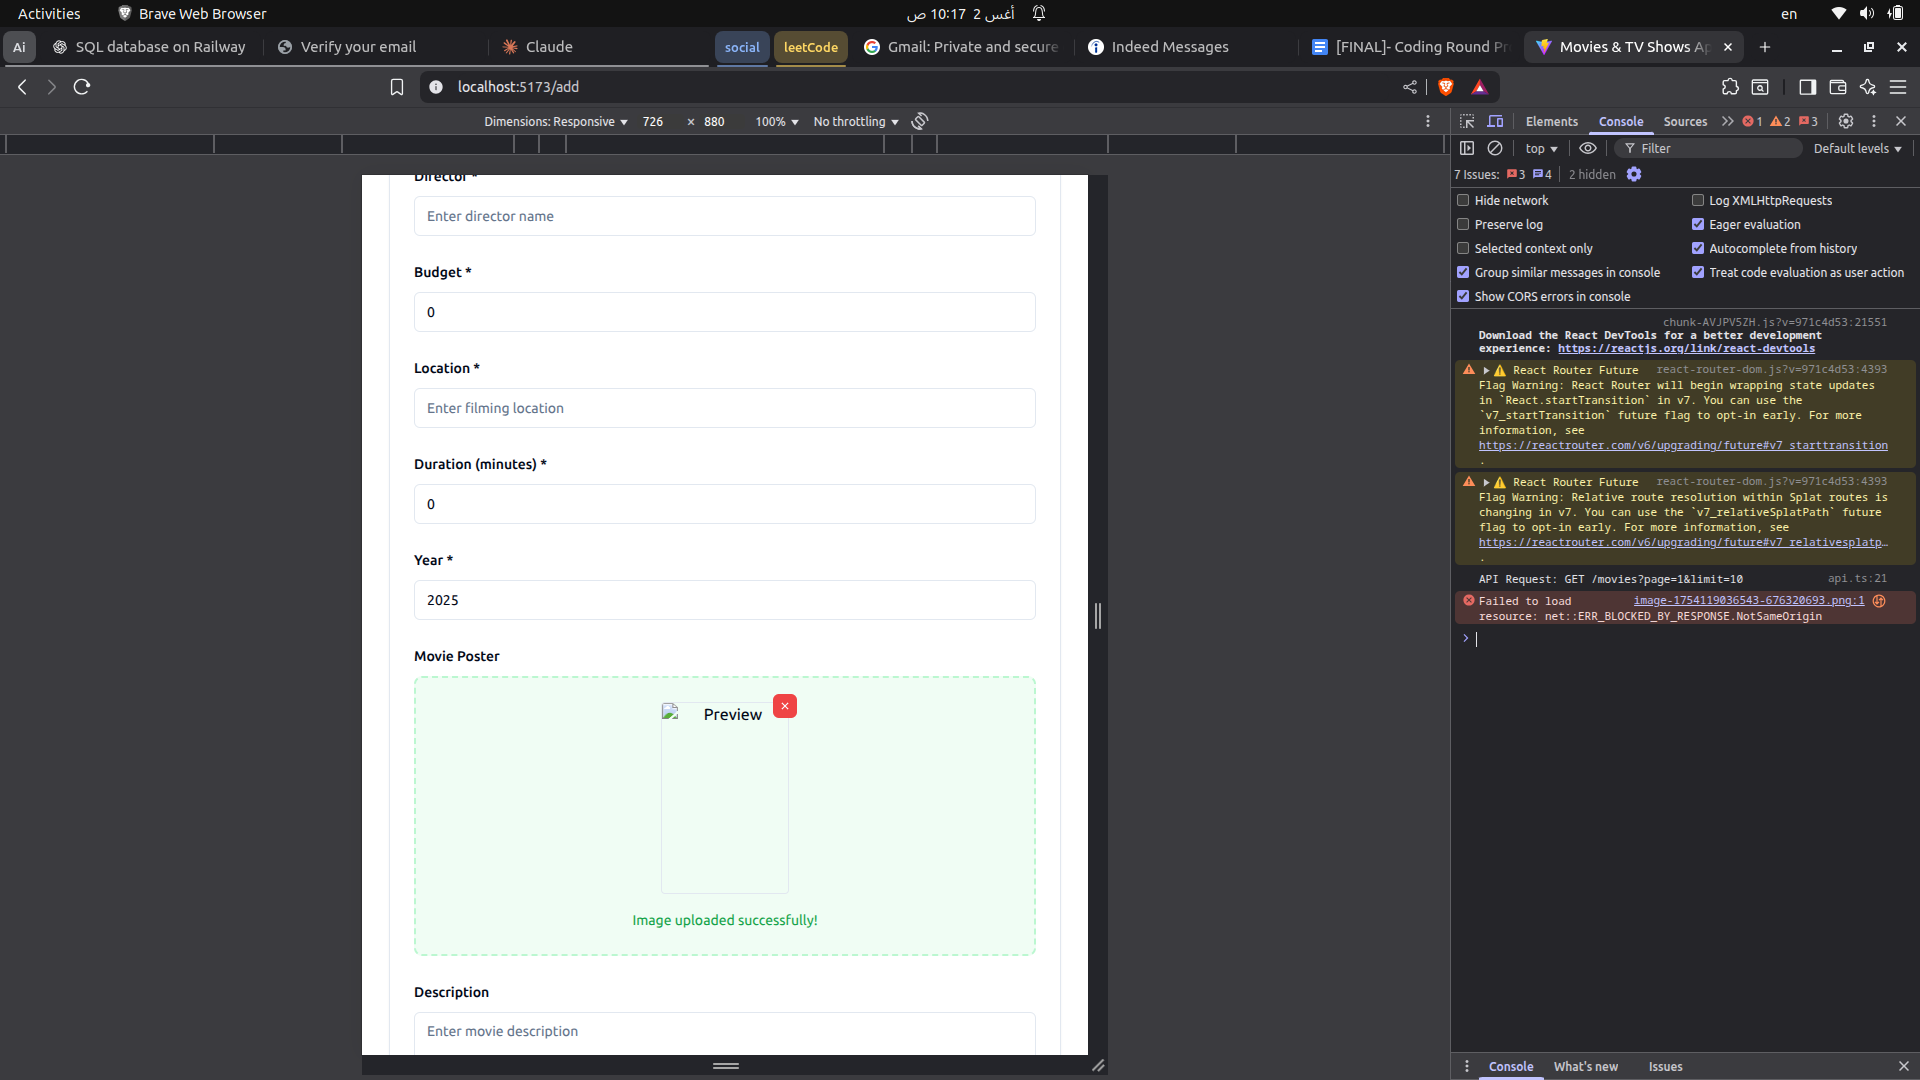 Activities
Brave Web Browser
أغس 2 10:17 ص
en
Ai
SQL database on Railway
Verify your email
Claude
social
leetCode
Gmail: Private and secure
Indeed Messages
[FINAL]- Coding Round Pr
Movies & TV Shows Ap
localhost:5173/add
Dimensions: Responsive
726
×
880
100%
No throttling
Elements
Console
Sources
1
2
3
top
Filter
Default levels
7 Issues:
3
4
2 hidden
Hide network
Log XMLHttpRequests
Preserve log
Eager evaluation
Selected context only
Autocomplete from history
Group similar messages in console
Treat code evaluation as user action
Show CORS errors in console
chunk-AVJPV5ZH.js?v=971c4d53:21551
Download the React DevTools for a better development
experience: https://reactjs.org/link/react-devtools
React Router Future
react-router-dom.js?v=971c4d53:4393
Flag Warning: React Router will begin wrapping state updates
in `React.startTransition` in v7. You can use the
`v7_startTransition` future flag to opt-in early. For more
information, see
https://reactrouter.com/v6/upgrading/future#v7_starttransition
.
React Router Future
react-router-dom.js?v=971c4d53:4393
Flag Warning: Relative route resolution within Splat routes is
changing in v7. You can use the `v7_relativeSplatPath` future
flag to opt-in early. For more information, see
https://reactrouter.com/v6/upgrading/future#v7_relativesplatp…
.
API Request: GET /movies?page=1&limit=10
api.ts:21
Failed to load
image-1754119036543-676320693.png:1
resource: net::ERR_BLOCKED_BY_RESPONSE.NotSameOrigin
Director *
Enter director name
Budget *
0
Location *
Enter filming location
Duration (minutes) *
0
Year *
2025
Movie Poster
Preview
Image uploaded successfully!
Description
Enter movie description
Console
What's new
Issues